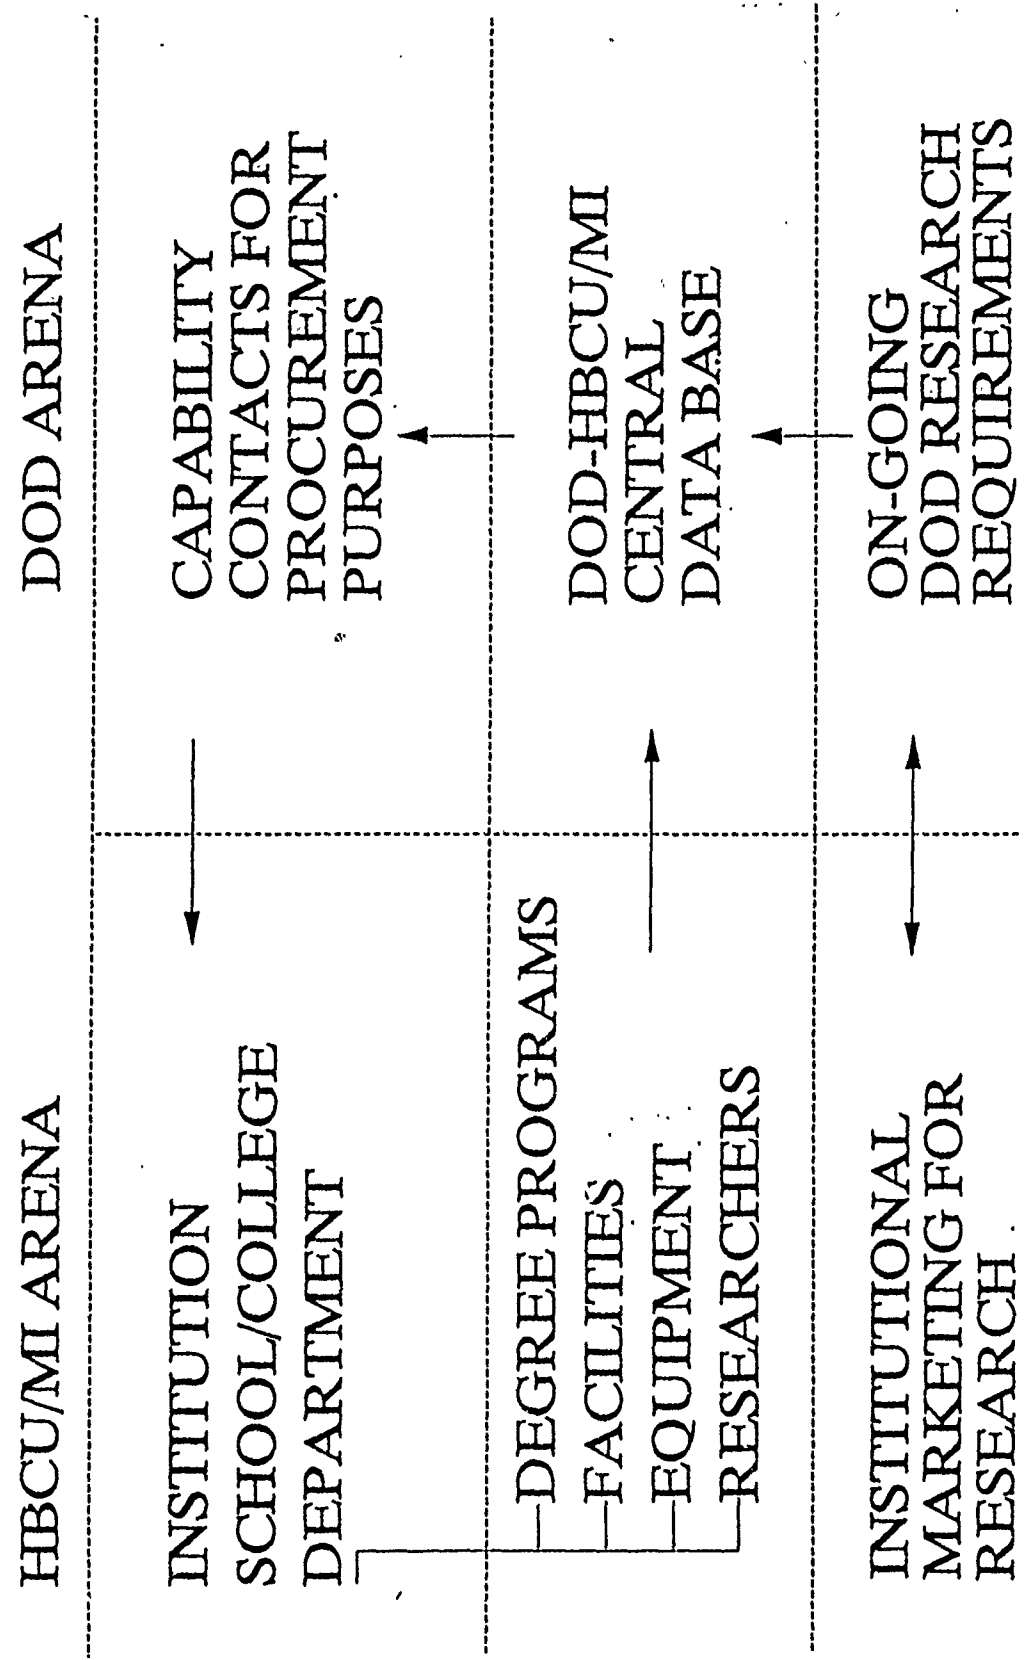 HBCU/MI ARENA
DOD ARENA
INSTITUTION
SCHOOL/COLLEGE
DEPARTMENT
CAPABILITY
CONTACTS FOR
PROCUREMENT
PURPOSES
DEGREE PROGRAMS
FACILITIES
EQUIPMENT
RESEARCHERS
DOD-HBCU/MI
CENTRAL
DATA BASE
INSTITUTIONAL
MARKETING FOR
RESEARCH
ON-GOING
DOD RESEARCH
REQUIREMENTS